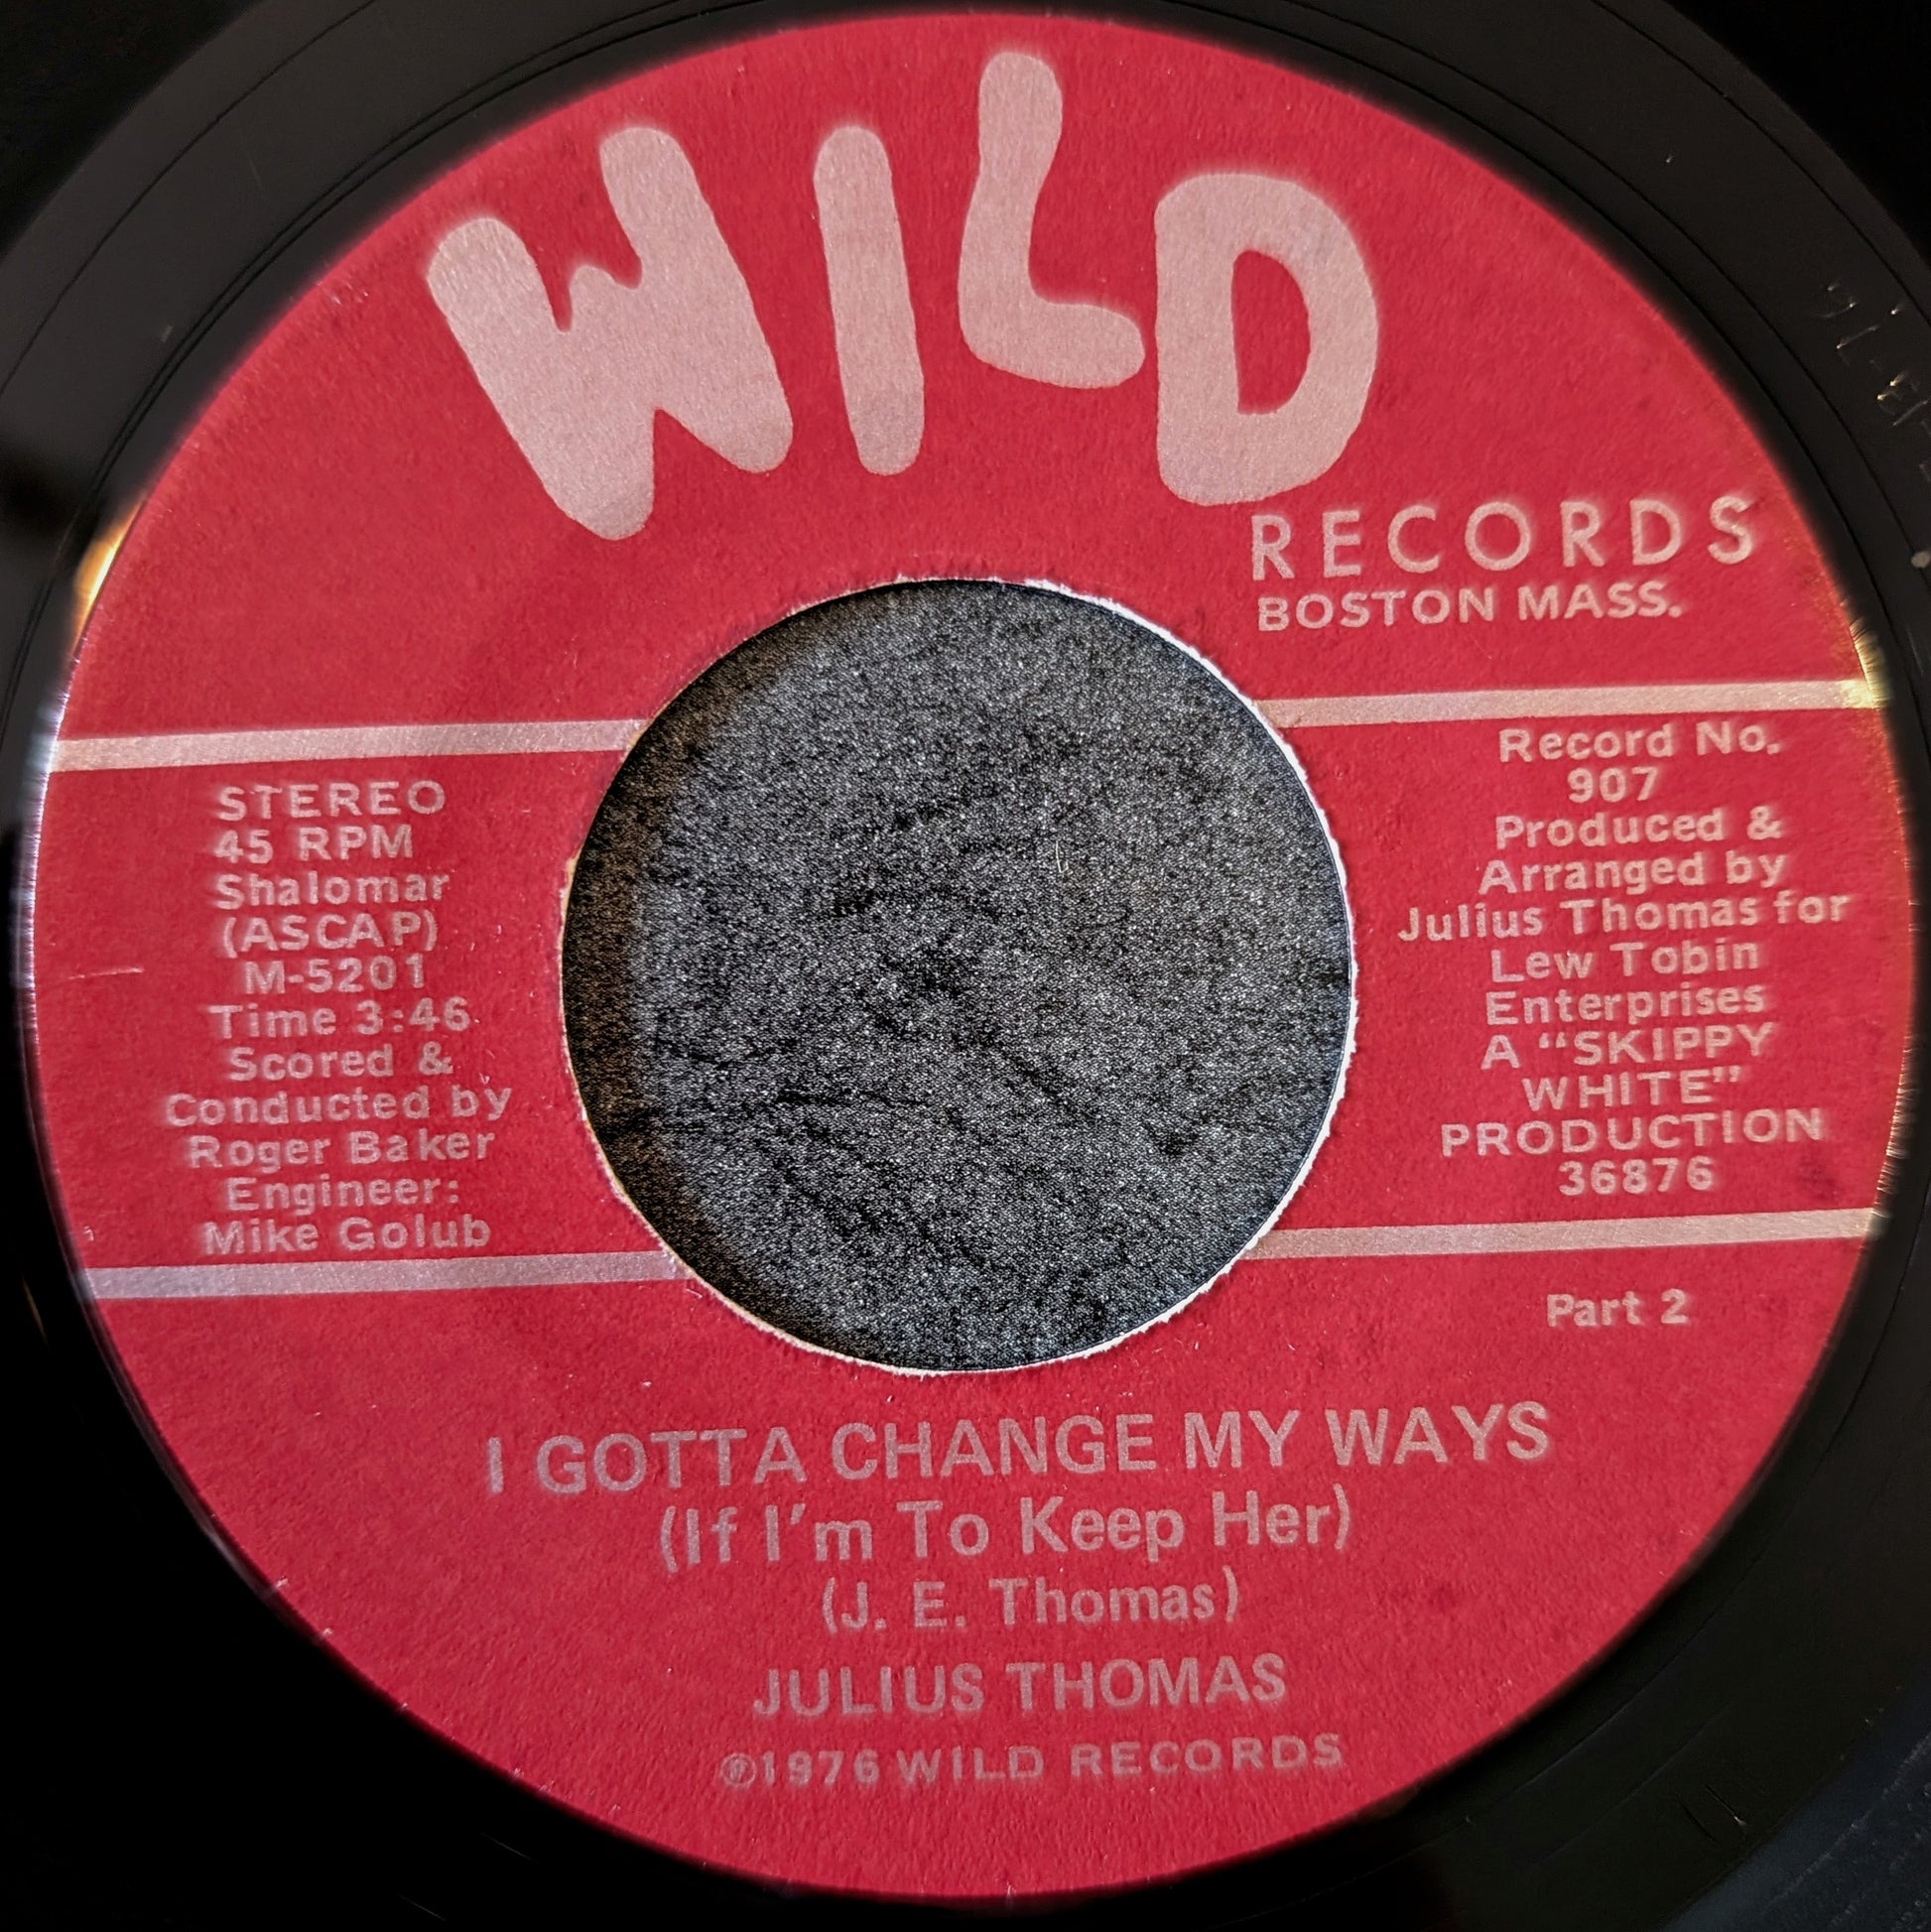 WILD
RECORDS
BOSTON MASS.
STEREO
45 RPM
Shalomar
(ASCAP)
M-5201
Time 3:46
Scored &
Conducted by
Roger Baker
Engineer:
Mike Golub
Record No.
907
Produced &
Arranged by
Julius Thomas for
Lew Tobin
Enterprises
A "SKIPPY
WHITE"
PRODUCTION
36876
Part 2
I GOTTA CHANGE MY WAYS
(If I'm To Keep Her)
(J. E. Thomas)
JULIUS THOMAS
℗1976 WILD RECORDS